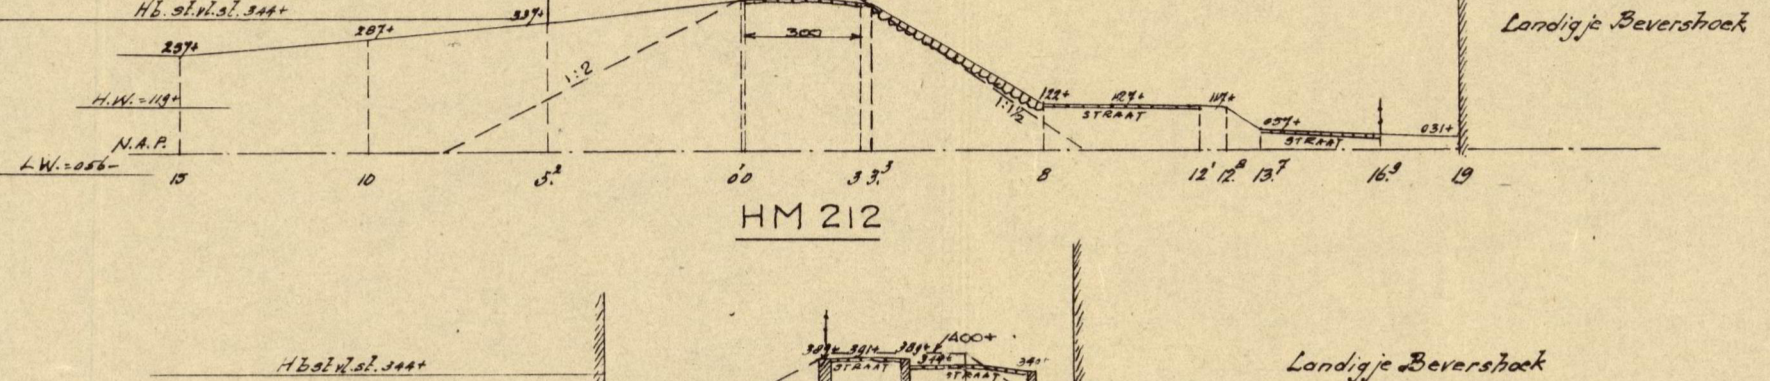 Hb. st.vl.st. 344+
Landigje Bevershoek
257+ 287+ 337+ 300
1:2
H.W. = 119+
122+ 127+ 117+
STRAAT
1:1½
057+ 031+
STRAAT
N.A.P.
L.W. = 056-
15 10 5.² 0 0 3 3.³ 8 12' 12.⁸ 13.⁷ 16.⁹ 19
HM 212
400+
Hb st.vl.st. 344+
391+ 389+
STRAAT
STRAAT
Landigje Bevershoek